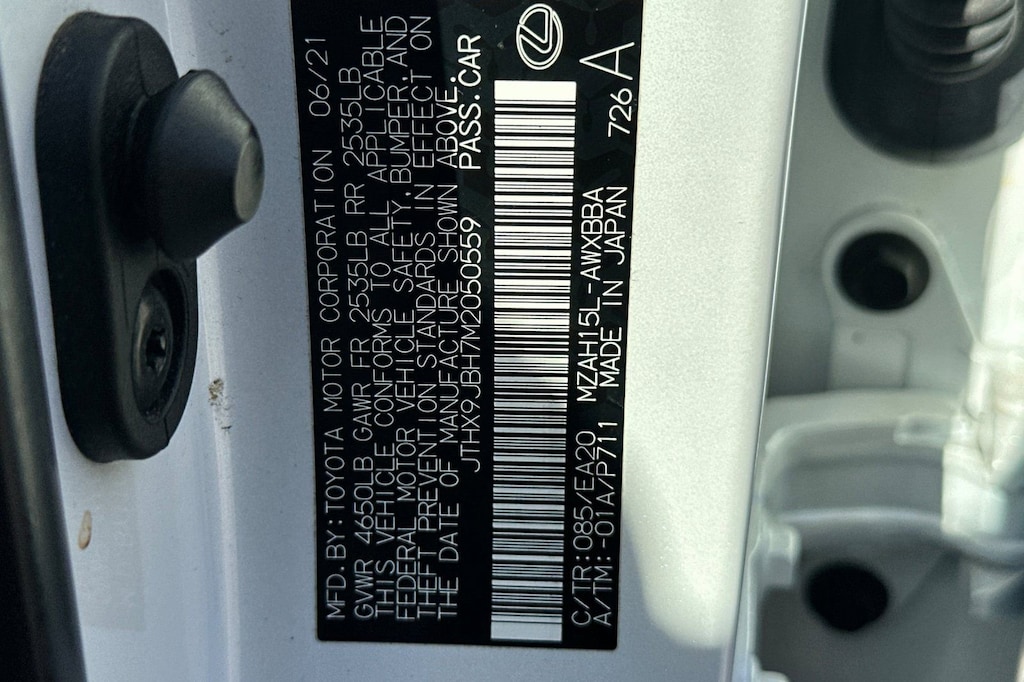 MFD.BY:TOYOTA MOTOR CORPORATION 06/21
GVWR 4650LB GAWR FR 2535LB RR 2535LB
THIS VEHICLE CONFORMS TO ALL APPLICABLE
FEDERAL MOTOR VEHICLE SAFETY,BUMPER,AND
THEFT PREVENTION STANDARDS IN EFFECT ON
THE DATE OF MANUFACTURE SHOWN ABOVE.
JTHX9JBH7M2050559 PASS.CAR
C/TR:085/EA20 MZAH15L-AWXBBA
A/TM:-01A/P711 MADE IN JAPAN 726 A